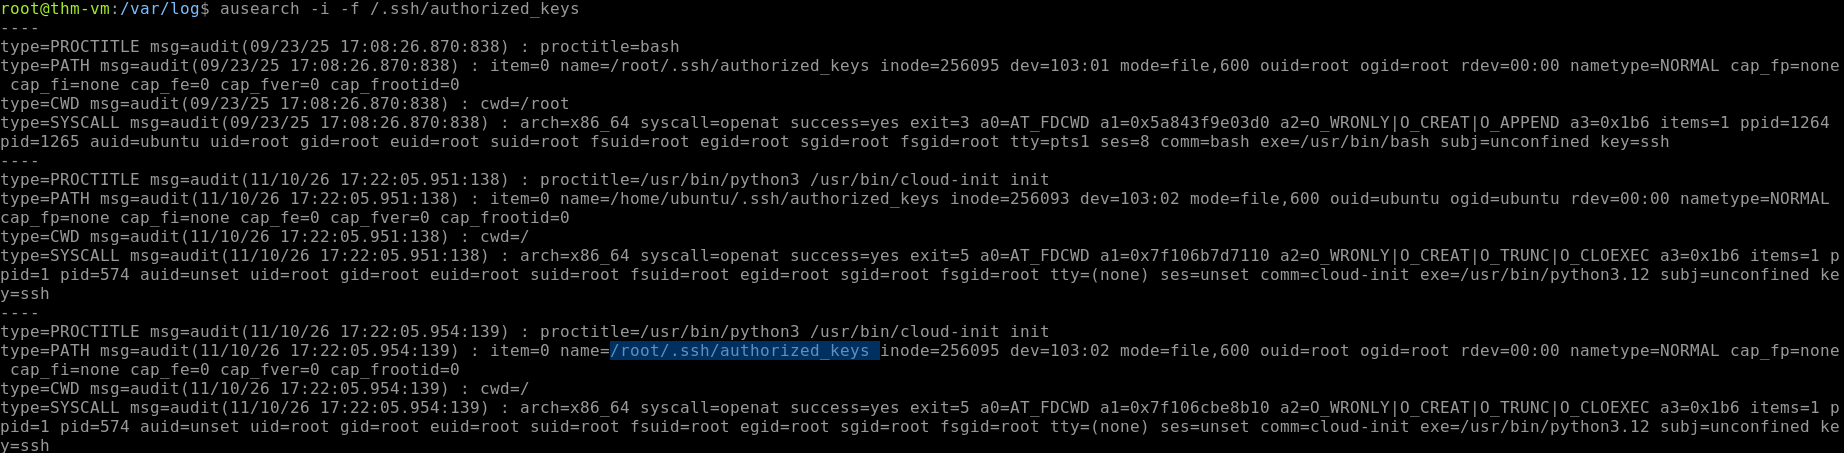 root@thm-vm:/var/log$ ausearch -i -f /.ssh/authorized_keys
----
type=PROCTITLE msg=audit(09/23/25 17:08:26.870:838) : proctitle=bash
type=PATH msg=audit(09/23/25 17:08:26.870:838) : item=0 name=/root/.ssh/authorized_keys inode=256095 dev=103:01 mode=file,600 ouid=root ogid=root rdev=00:00 nametype=NORMAL cap_fp=none
 cap_fi=none cap_fe=0 cap_fver=0 cap_frootid=0
type=CWD msg=audit(09/23/25 17:08:26.870:838) : cwd=/root
type=SYSCALL msg=audit(09/23/25 17:08:26.870:838) : arch=x86_64 syscall=openat success=yes exit=3 a0=AT_FDCWD a1=0x5a843f9e03d0 a2=O_WRONLY|O_CREAT|O_APPEND a3=0x1b6 items=1 ppid=1264
pid=1265 auid=ubuntu uid=root gid=root euid=root suid=root fsuid=root egid=root sgid=root fsgid=root tty=pts1 ses=8 comm=bash exe=/usr/bin/bash subj=unconfined key=ssh
----
type=PROCTITLE msg=audit(11/10/26 17:22:05.951:138) : proctitle=/usr/bin/python3 /usr/bin/cloud-init init
type=PATH msg=audit(11/10/26 17:22:05.951:138) : item=0 name=/home/ubuntu/.ssh/authorized_keys inode=256093 dev=103:02 mode=file,600 ouid=ubuntu ogid=ubuntu rdev=00:00 nametype=NORMAL
cap_fp=none cap_fi=none cap_fe=0 cap_fver=0 cap_frootid=0
type=CWD msg=audit(11/10/26 17:22:05.951:138) : cwd=/
type=SYSCALL msg=audit(11/10/26 17:22:05.951:138) : arch=x86_64 syscall=openat success=yes exit=5 a0=AT_FDCWD a1=0x7f106b7d7110 a2=O_WRONLY|O_CREAT|O_TRUNC|O_CLOEXEC a3=0x1b6 items=1 p
pid=1 pid=574 auid=unset uid=root gid=root euid=root suid=root fsuid=root egid=root sgid=root fsgid=root tty=(none) ses=unset comm=cloud-init exe=/usr/bin/python3.12 subj=unconfined ke
y=ssh
----
type=PROCTITLE msg=audit(11/10/26 17:22:05.954:139) : proctitle=/usr/bin/python3 /usr/bin/cloud-init init
type=PATH msg=audit(11/10/26 17:22:05.954:139) : item=0 name=/root/.ssh/authorized_keys inode=256095 dev=103:02 mode=file,600 ouid=root ogid=root rdev=00:00 nametype=NORMAL cap_fp=none
 cap_fi=none cap_fe=0 cap_fver=0 cap_frootid=0
type=CWD msg=audit(11/10/26 17:22:05.954:139) : cwd=/
type=SYSCALL msg=audit(11/10/26 17:22:05.954:139) : arch=x86_64 syscall=openat success=yes exit=5 a0=AT_FDCWD a1=0x7f106cbe8b10 a2=O_WRONLY|O_CREAT|O_TRUNC|O_CLOEXEC a3=0x1b6 items=1 p
pid=1 pid=574 auid=unset uid=root gid=root euid=root suid=root fsuid=root egid=root sgid=root fsgid=root tty=(none) ses=unset comm=cloud-init exe=/usr/bin/python3.12 subj=unconfined ke
y=ssh